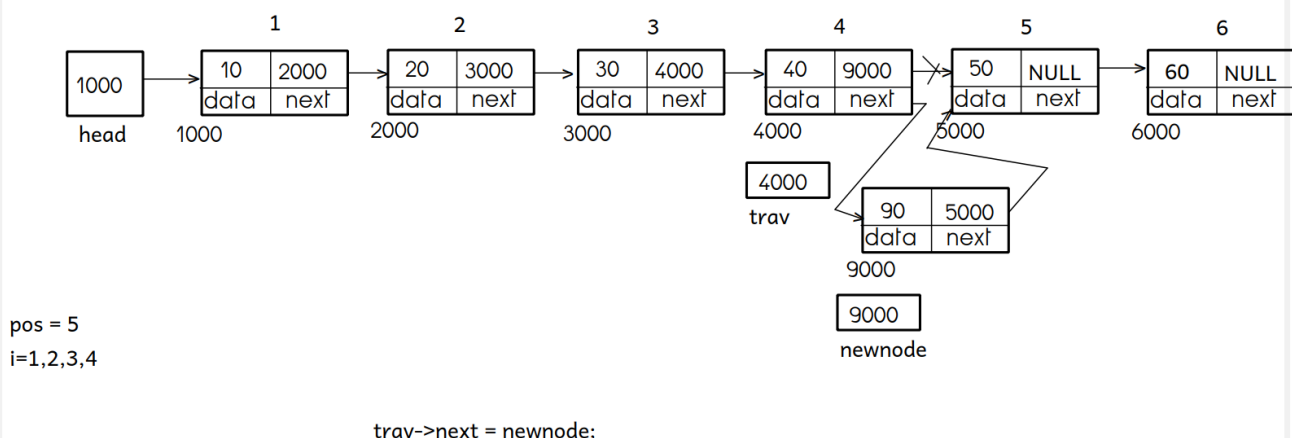 1 2 3 4 5 6
1000 10 2000 20 3000 30 4000 40 9000 50 NULL 60 NULL
data next data next data next data next data next data next
head 1000 2000 3000 4000 5000 6000
4000
trav
90 5000
data next
9000
9000
newnode
pos = 5
i=1,2,3,4
trav->next = newnode;